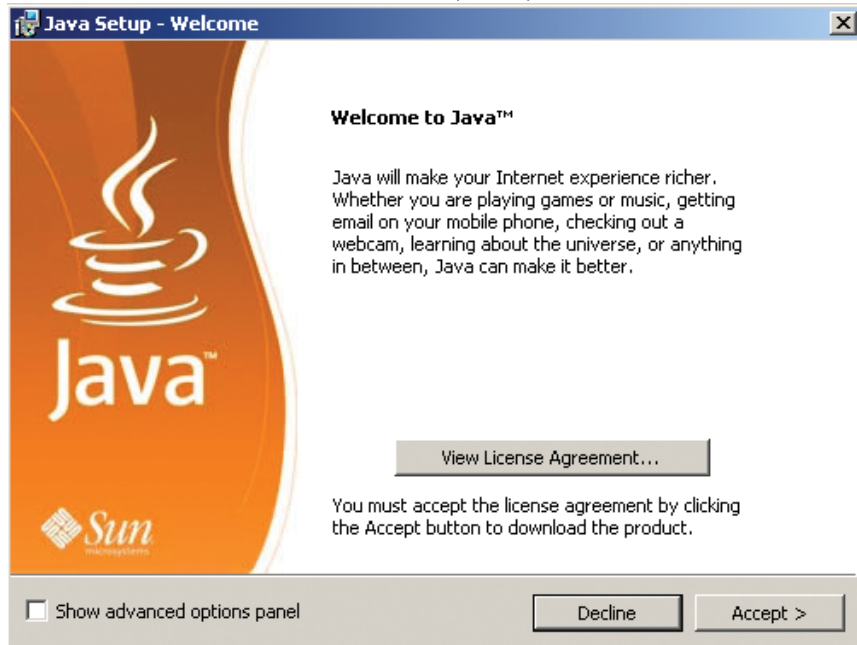 Java Setup - Welcome
Welcome to Java™
Java will make your Internet experience richer.
Whether you are playing games or music, getting
email on your mobile phone, checking out a
webcam, learning about the universe, or anything
in between, Java can make it better.
Java™
View License Agreement...
You must accept the license agreement by clicking
the Accept button to download the product.
Sun
microsystems
Show advanced options panel
Decline
Accept >